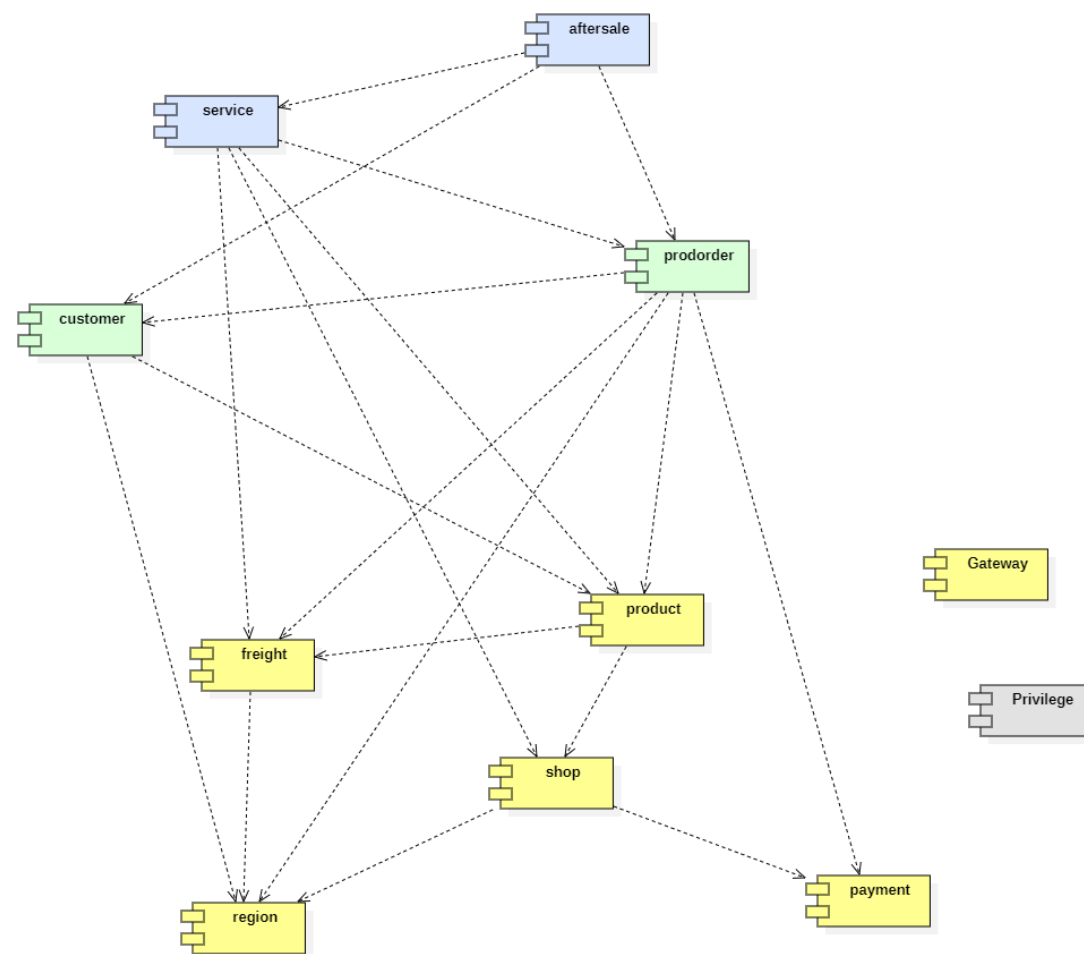 aftersale
service
prodorder
customer
Gateway
product
freight
Privilege
shop
payment
region